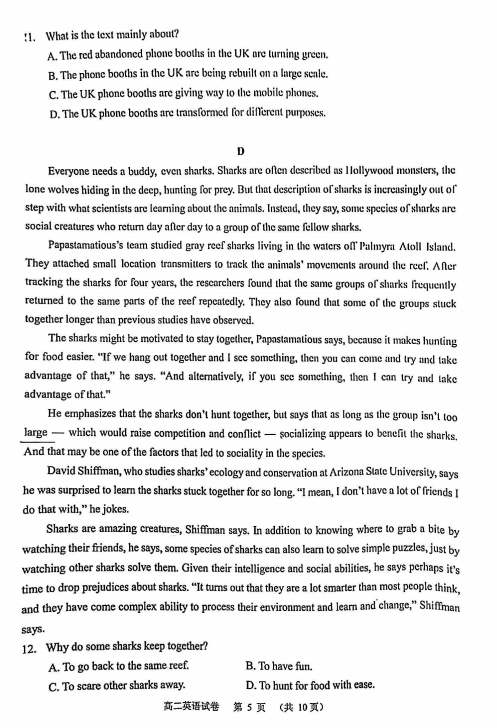 11. What is the text mainly about?
A. The red abandoned phone booths in the UK are turning green.
B. The phone booths in the UK are being rebuilt on a large scale.
C. The UK phone booths are giving way to the mobile phones.
D. The UK phone booths are transformed for different purposes.
D
Everyone needs a buddy, even sharks. Sharks are often described as Hollywood monsters, the
lone wolves hiding in the deep, hunting for prey. But that description of sharks is increasingly out of
step with what scientists are learning about the animals. Instead, they say, some species of sharks are
social creatures who return day after day to a group of the same fellow sharks.
Papastamatiou's team studied gray reef sharks living in the waters off Palmyra Atoll Island.
They attached small location transmitters to track the animals' movements around the reef. After
tracking the sharks for four years, the researchers found that the same groups of sharks frequently
returned to the same parts of the reef repeatedly. They also found that some of the groups stuck
together longer than previous studies have observed.
The sharks might be motivated to stay together, Papastamatious says, because it makes hunting
for food easier. "If we hang out together and I see something, then you can come and try and take
advantage of that," he says. "And alternatively, if you see something, then I can try and take
advantage of that."
He emphasizes that the sharks don't hunt together, but says that as long as the group isn't too
large — which would raise competition and conflict — socializing appears to benefit the sharks.
And that may be one of the factors that led to sociality in the species.
David Shiffman, who studies sharks' ecology and conservation at Arizona State University, says
he was surprised to learn the sharks stuck together for so long. "I mean, I don't have a lot of friends I
do that with," he jokes.
Sharks are amazing creatures, Shiffman says. In addition to knowing where to grab a bite by
watching their friends, he says, some species of sharks can also learn to solve simple puzzles, just by
watching other sharks solve them. Given their intelligence and social abilities, he says perhaps it's
time to drop prejudices about sharks. "It turns out that they are a lot smarter than most people think,
and they have come complex ability to process their environment and learn and change," Shiffman
says.
12. Why do some sharks keep together?
A. To go back to the same reef. B. To have fun.
C. To scare other sharks away. D. To hunt for food with ease.
高二英语试卷 第 5 页 （共 10 页）